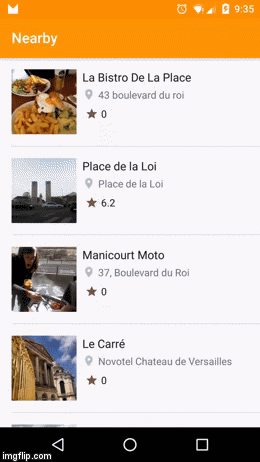 9:35
Nearby
La Bistro De La Place
43 boulevard du roi
0
Place de la Loi
Place de la Loi
6.2
Manicourt Moto
37, Boulevard du Roi
0
Le Carré
Novotel Chateau de Versailles
0
imgflip.com